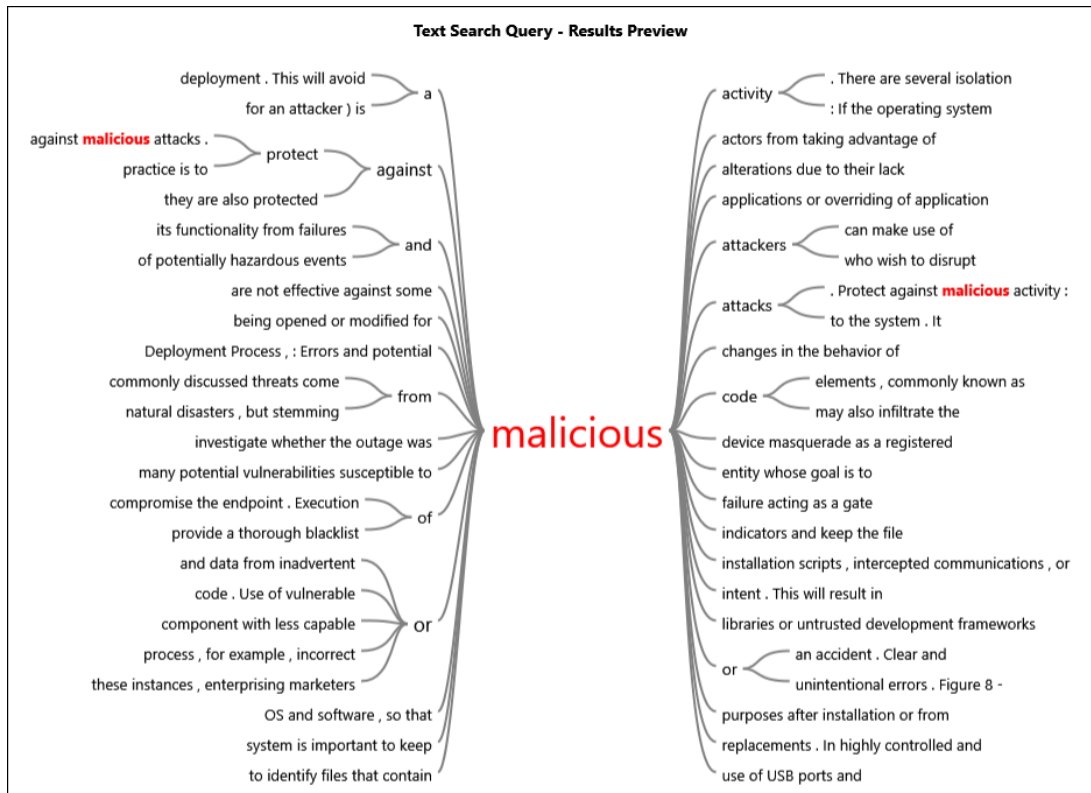 Text Search Query - Results Preview
deployment . This will avoid
for an attacker ) is
a
against malicious attacks .
practice is to
protect
they are also protected
against
its functionality from failures
of potentially hazardous events
and
are not effective against some
being opened or modified for
Deployment Process , : Errors and potential
commonly discussed threats come
natural disasters , but stemming
from
investigate whether the outage was
many potential vulnerabilities susceptible to
compromise the endpoint . Execution
provide a thorough blacklist
of
and data from inadvertent
code . Use of vulnerable
component with less capable
process , for example , incorrect
these instances , enterprising marketers
or
OS and software , so that
system is important to keep
to identify files that contain
malicious
activity
. There are several isolation
: If the operating system
actors from taking advantage of
alterations due to their lack
applications or overriding of application
attackers
can make use of
who wish to disrupt
attacks
. Protect against malicious activity :
to the system . It
changes in the behavior of
code
elements , commonly known as
may also infiltrate the
device masquerade as a registered
entity whose goal is to
failure acting as a gate
indicators and keep the file
installation scripts , intercepted communications , or
intent . This will result in
libraries or untrusted development frameworks
or
an accident . Clear and
unintentional errors . Figure 8 -
purposes after installation or from
replacements . In highly controlled and
use of USB ports and